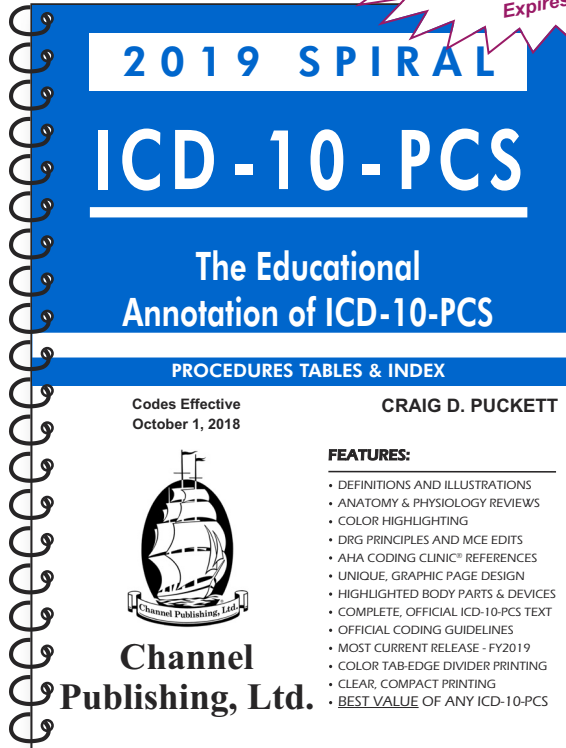 Expires
2019 SPIRAL
ICD-10-PCS
The Educational
Annotation of ICD-10-PCS
PROCEDURES TABLES & INDEX
Codes Effective
October 1, 2018
CRAIG D. PUCKETT
Channel Publishing, Ltd.
Channel
Publishing, Ltd.
FEATURES:
• DEFINITIONS AND ILLUSTRATIONS
• ANATOMY & PHYSIOLOGY REVIEWS
• COLOR HIGHLIGHTING
• DRG PRINCIPLES AND MCE EDITS
• AHA CODING CLINIC® REFERENCES
• UNIQUE, GRAPHIC PAGE DESIGN
• HIGHLIGHTED BODY PARTS & DEVICES
• COMPLETE, OFFICIAL ICD-10-PCS TEXT
• OFFICIAL CODING GUIDELINES
• MOST CURRENT RELEASE - FY2019
• COLOR TAB-EDGE DIVIDER PRINTING
• CLEAR, COMPACT PRINTING
• BEST VALUE OF ANY ICD-10-PCS